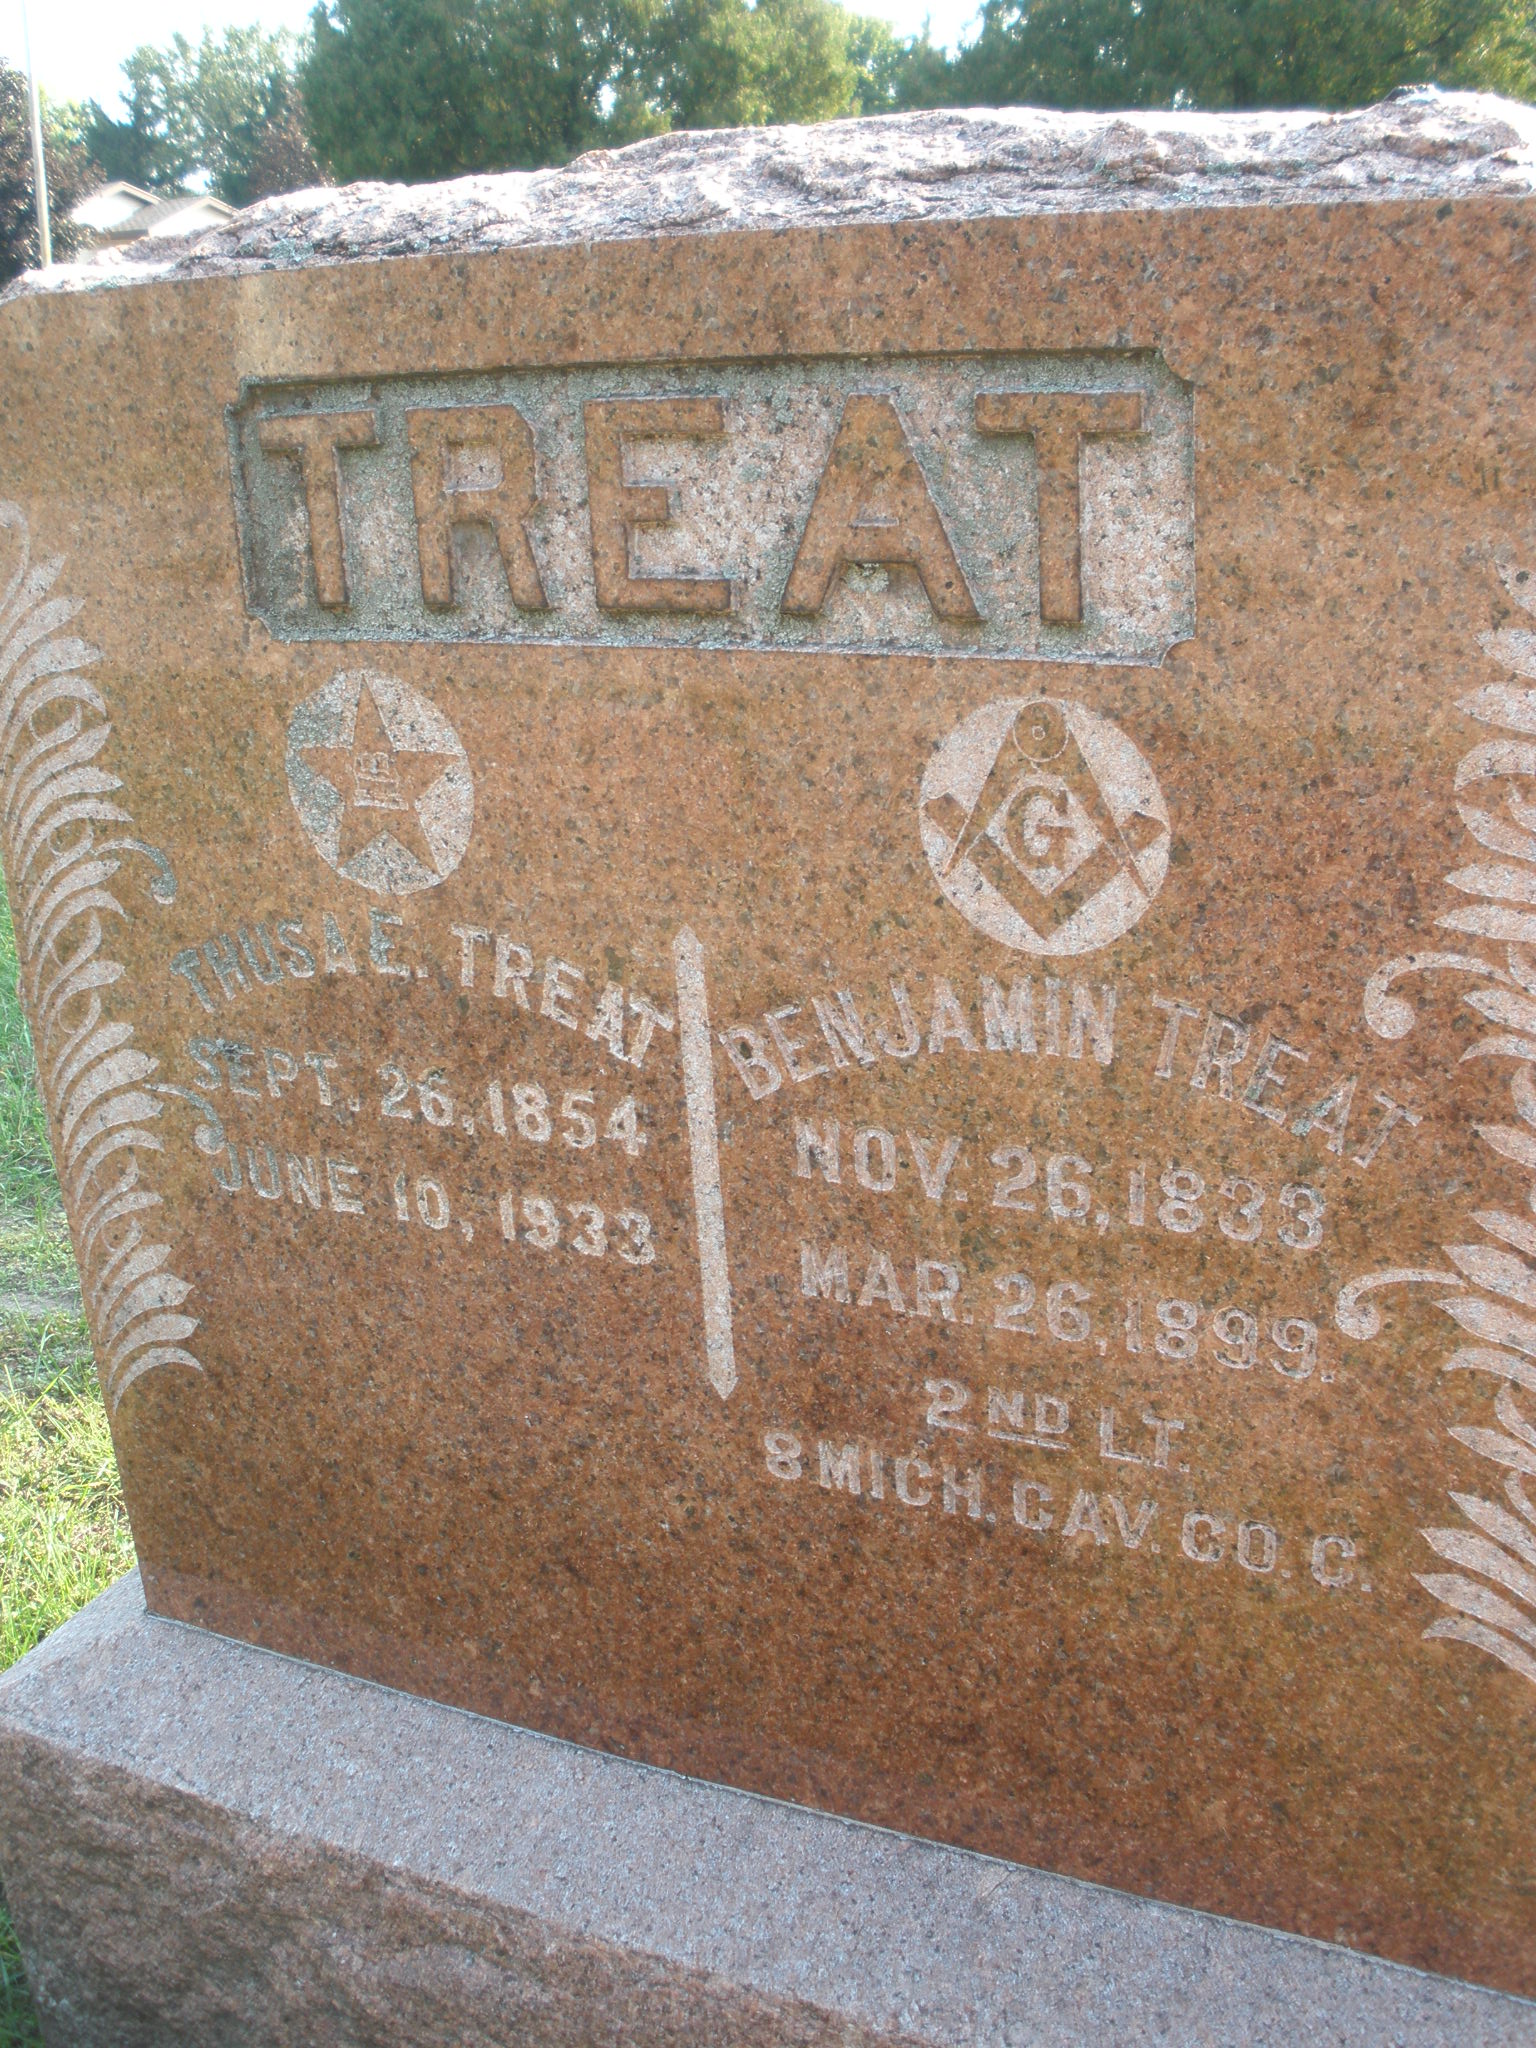 TREAT
G
THUSA E. TREAT
SEPT. 26, 1854
JUNE 10, 1933
BENJAMIN TREAT
NOV. 26, 1833
MAR. 26, 1899.
2ND LT.
8 MICH. CAV. CO. C.